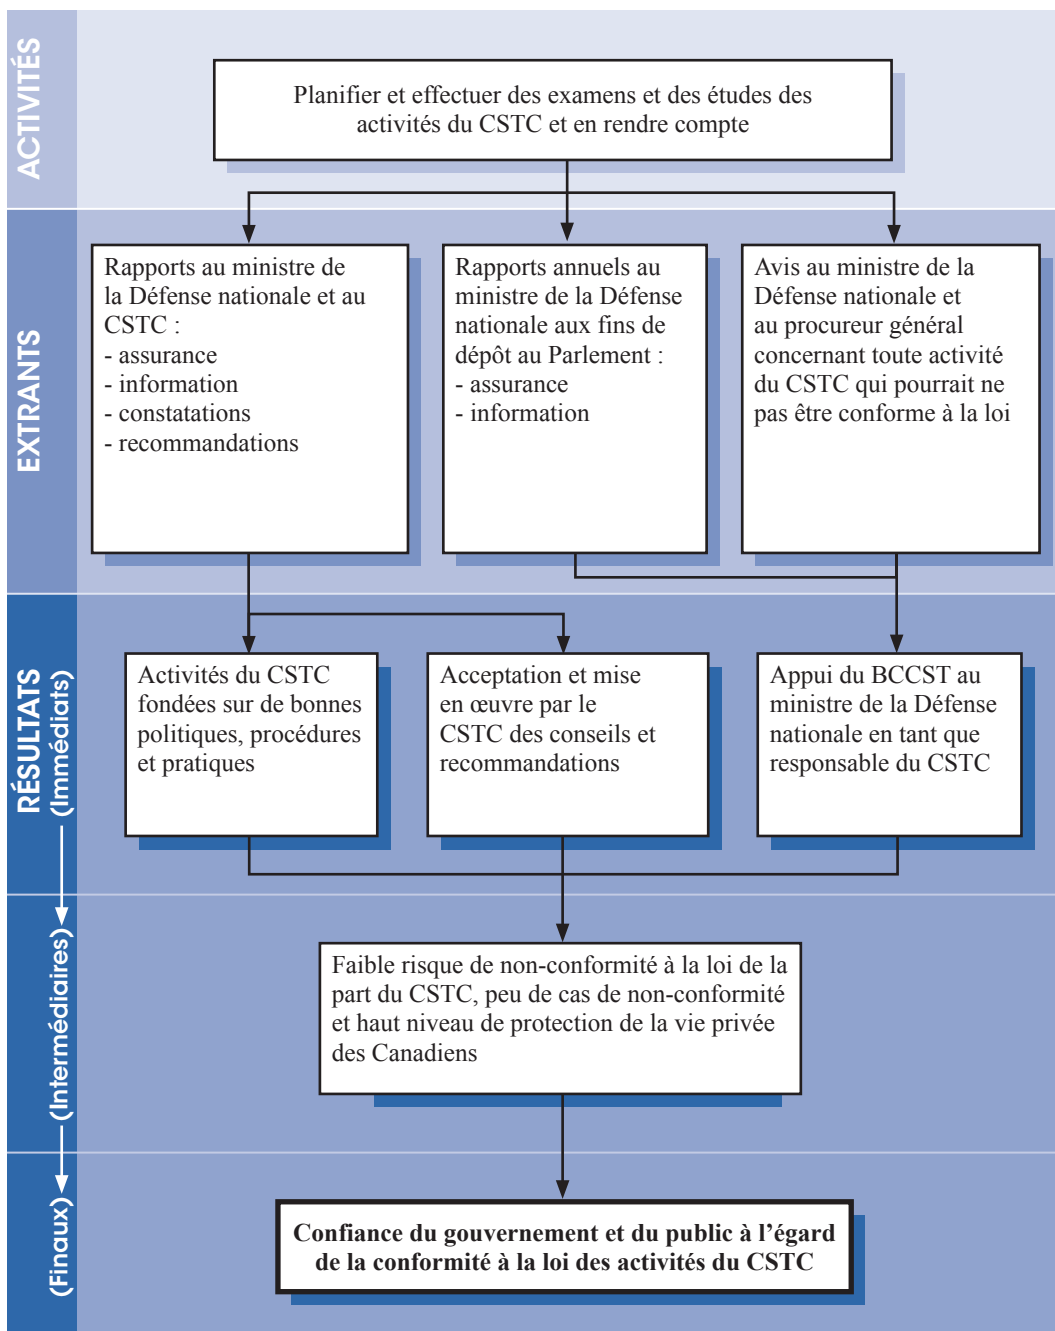 ACTIVITÉS
Planifier et effectuer des examens et des études des
activités du CSTC et en rendre compte
EXTRANTS
Rapports au ministre de
la Défense nationale et au
CSTC :
- assurance
- information
- constatations
- recommandations
Rapports annuels au
ministre de la Défense
nationale aux fins de
dépôt au Parlement :
- assurance
- information
Avis au ministre de la
Défense nationale et
au procureur général
concernant toute activité
du CSTC qui pourrait ne
pas être conforme à la loi
RÉSULTATS
(Immédiats)
Activités du CSTC
fondées sur de bonnes
politiques, procédures
et pratiques
Acceptation et mise
en œuvre par le
CSTC des conseils et
recommandations
Appui du BCCST au
ministre de la Défense
nationale en tant que
responsable du CSTC
(Intermédiaires)
Faible risque de non-conformité à la loi de la
part du CSTC, peu de cas de non-conformité
et haut niveau de protection de la vie privée
des Canadiens
(Finaux)
Confiance du gouvernement et du public à l’égard
de la conformité à la loi des activités du CSTC